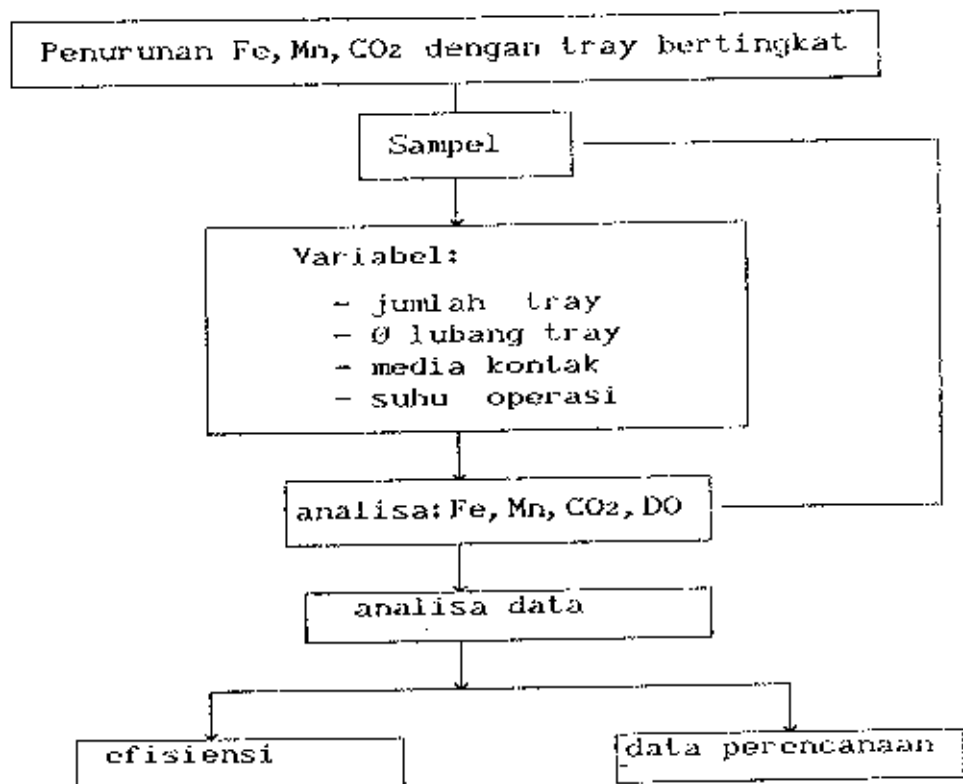 Penurunan Fe, Mn, CO2 dengan tray bertingkat
Sampel
Variabel:
- jumlah tray
- Ø lubang tray
- media kontak
- suhu operasi
analisa: Fe, Mn, CO2, DO
analisa data
efisiensi
data perencanaan